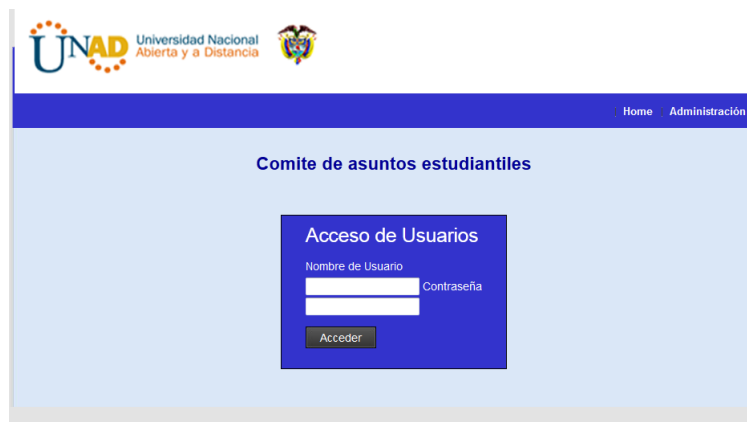 UNAD Universidad Nacional
Abierta y a Distancia
Home Administración
Comite de asuntos estudiantiles
Acceso de Usuarios
Nombre de Usuario
Contraseña
Acceder